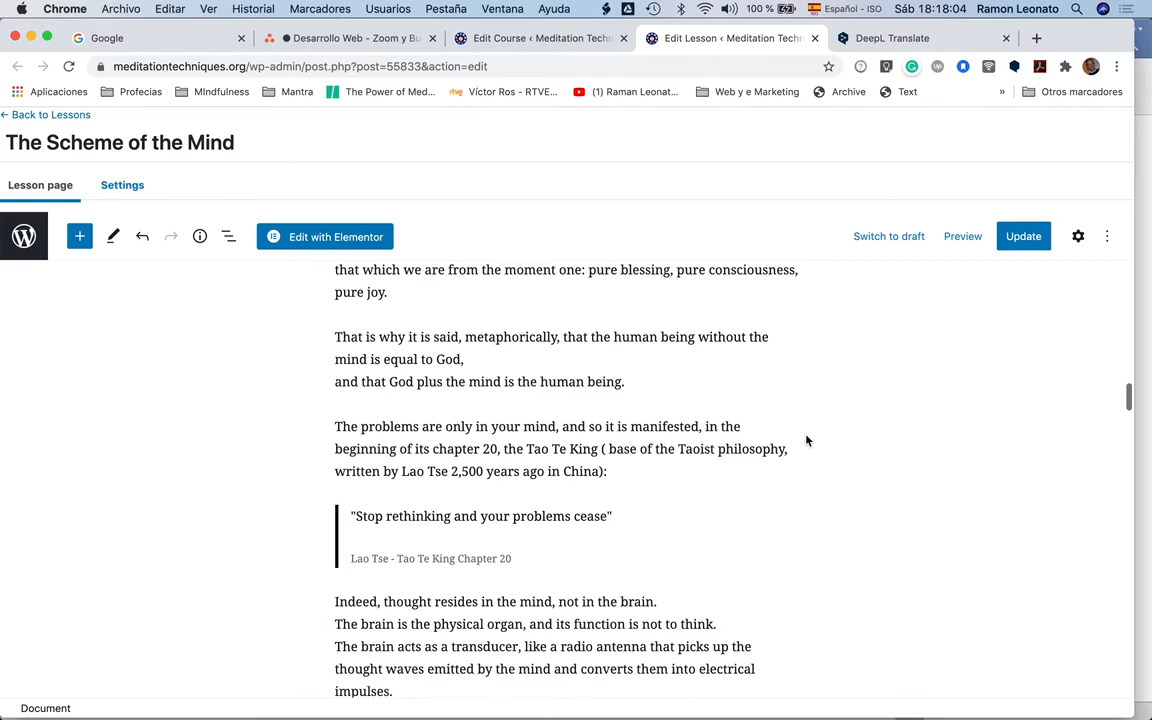 Chrome Archivo Editar Ver Historial Marcadores Usuarios Pestaña Ventana Ayuda 100 % Español - ISO Sáb 18:18:04 Ramon Leonato
Google Desarrollo Web - Zoom y Bu Edit Course ‹ Meditation Techn Edit Lesson ‹ Meditation Techn DeepL Translate
meditationtechniques.org/wp-admin/post.php?post=55833&action=edit
Aplicaciones Profecias MIndfulness Mantra The Power of Med... Víctor Ros - RTVE... (1) Raman Leonat... Web y e Marketing Archive Text » Otros marcadores
← Back to Lessons
The Scheme of the Mind
Lesson page Settings
Edit with Elementor Switch to draft Preview Update
that which we are from the moment one: pure blessing, pure consciousness,
pure joy.
That is why it is said, metaphorically, that the human being without the
mind is equal to God,
and that God plus the mind is the human being.
The problems are only in your mind, and so it is manifested, in the
beginning of its chapter 20, the Tao Te King ( base of the Taoist philosophy,
written by Lao Tse 2,500 years ago in China):
"Stop rethinking and your problems cease"
Lao Tse - Tao Te King Chapter 20
Indeed, thought resides in the mind, not in the brain.
The brain is the physical organ, and its function is not to think.
The brain acts as a transducer, like a radio antenna that picks up the
thought waves emitted by the mind and converts them into electrical
impulses.
Document